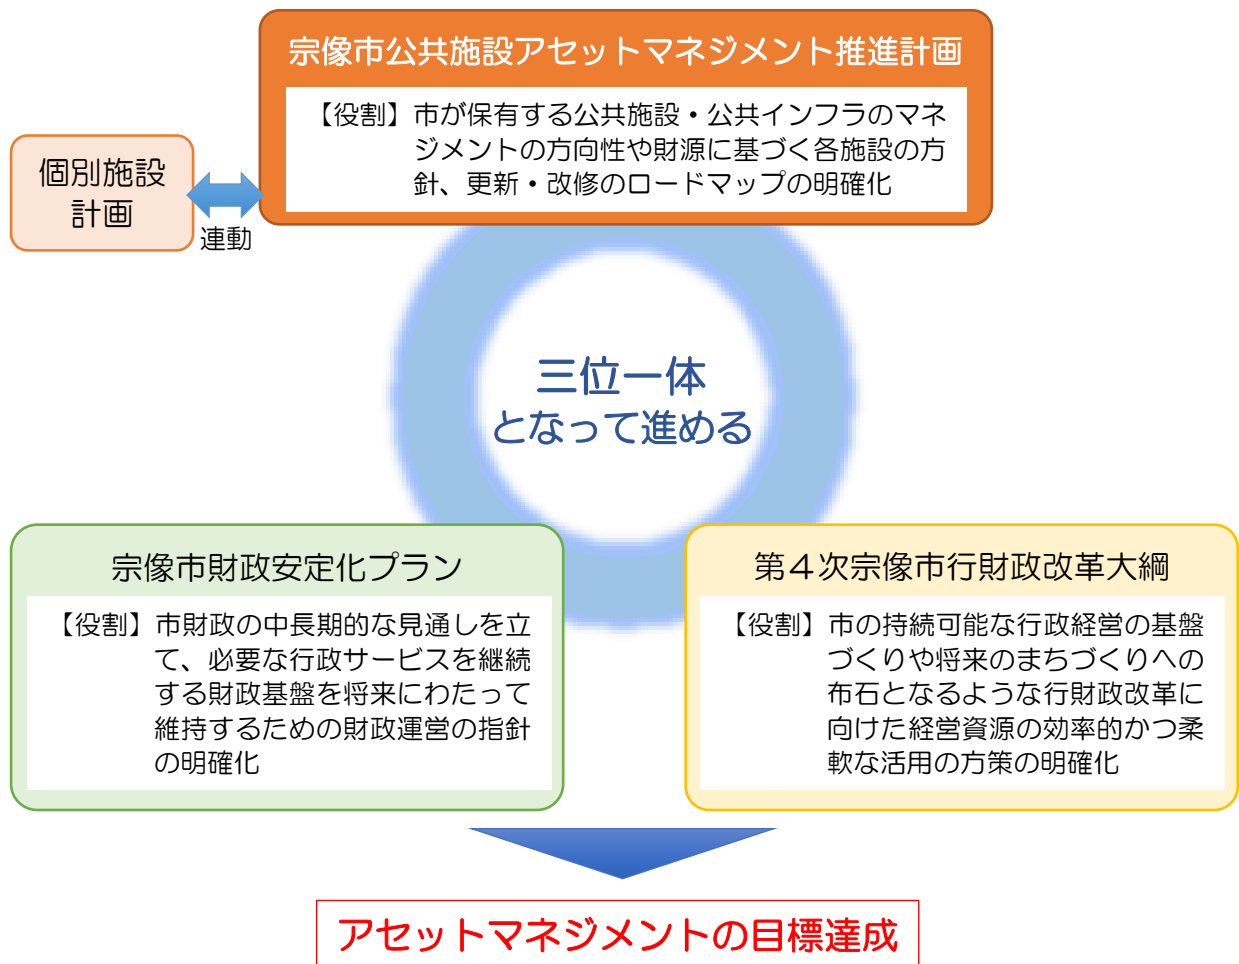 宗像市公共施設アセットマネジメント推進計画
【役割】市が保有する公共施設・公共インフラのマネ
ジメントの方向性や財源に基づく各施設の方
針、更新・改修のロードマップの明確化
個別施設
計画
連動
三位一体
となって進める
宗像市財政安定化プラン
【役割】市財政の中長期的な見通しを立
て、必要な行政サービスを継続
する財政基盤を将来にわたって
維持するための財政運営の指針
の明確化
第４次宗像市行財政改革大綱
【役割】市の持続可能な行政経営の基盤
づくりや将来のまちづくりへの
布石となるような行財政改革に
向けた経営資源の効率的かつ柔
軟な活用の方策の明確化
アセットマネジメントの目標達成